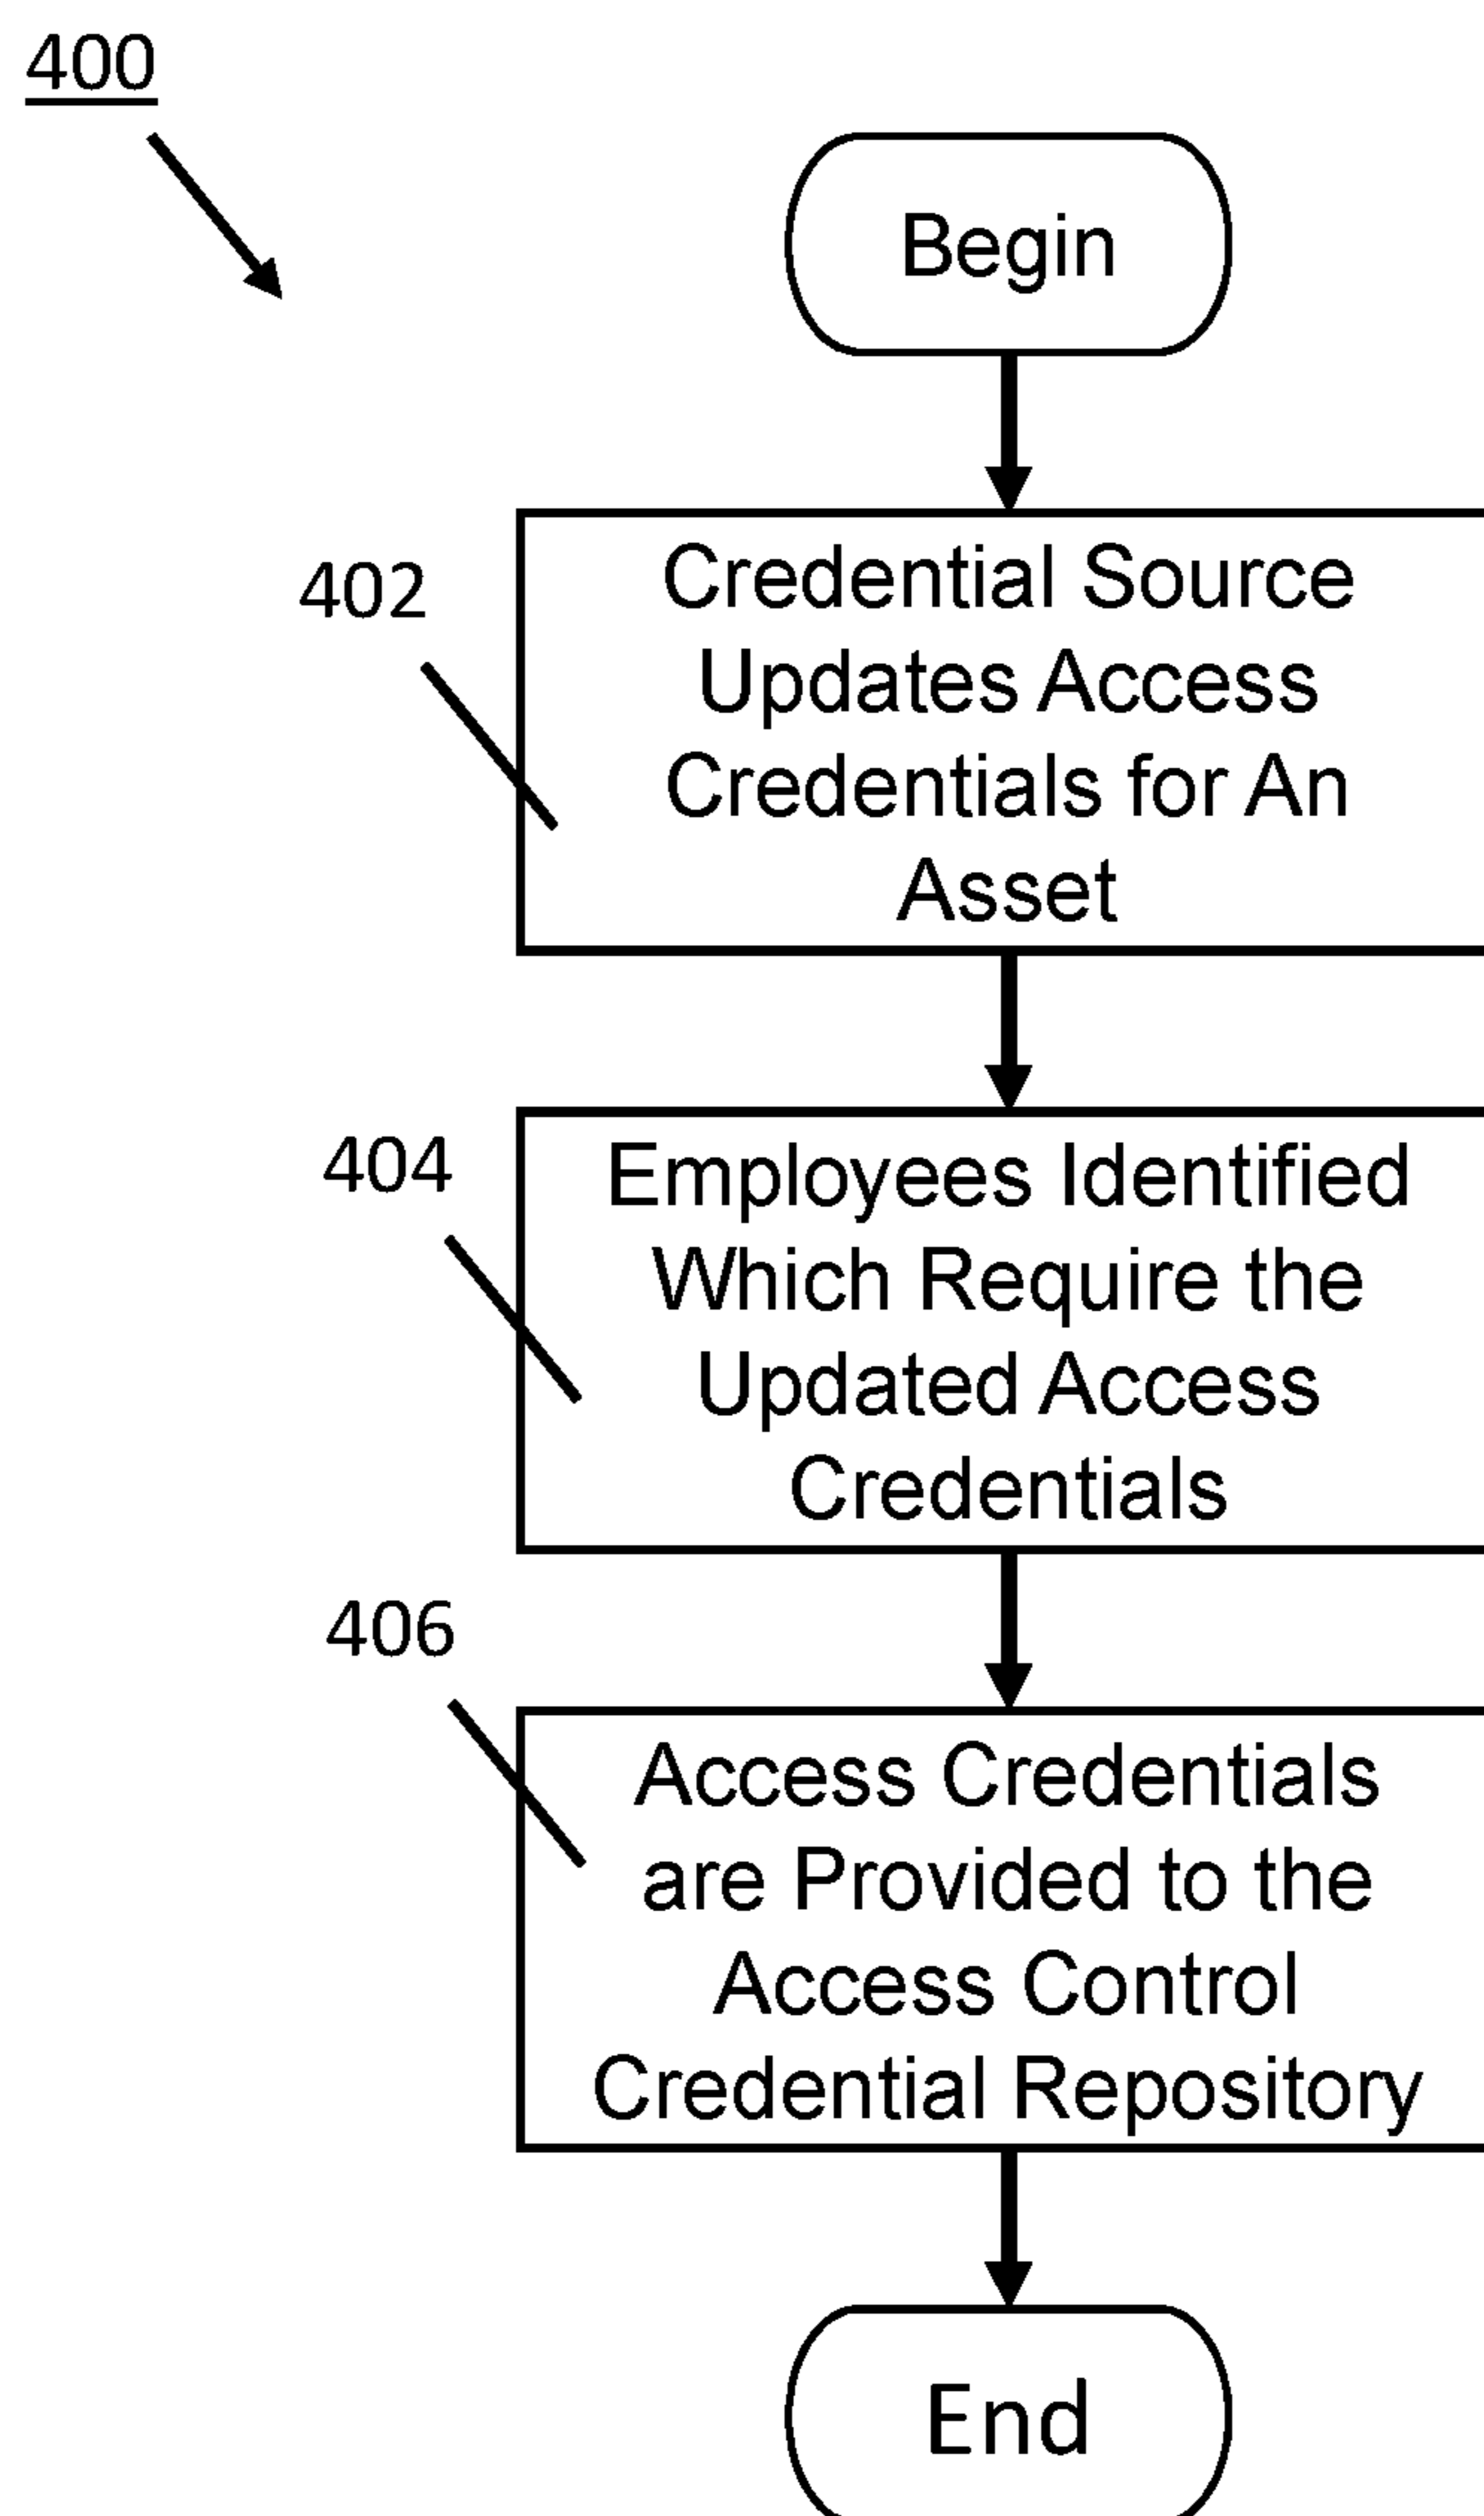 400
Begin
402
Credential Source
Updates Access
Credentials for An
Asset
404
Employees Identified
Which Require the
Updated Access
Credentials
406
Access Credentials
are Provided to the
Access Control
Credential Repository
End